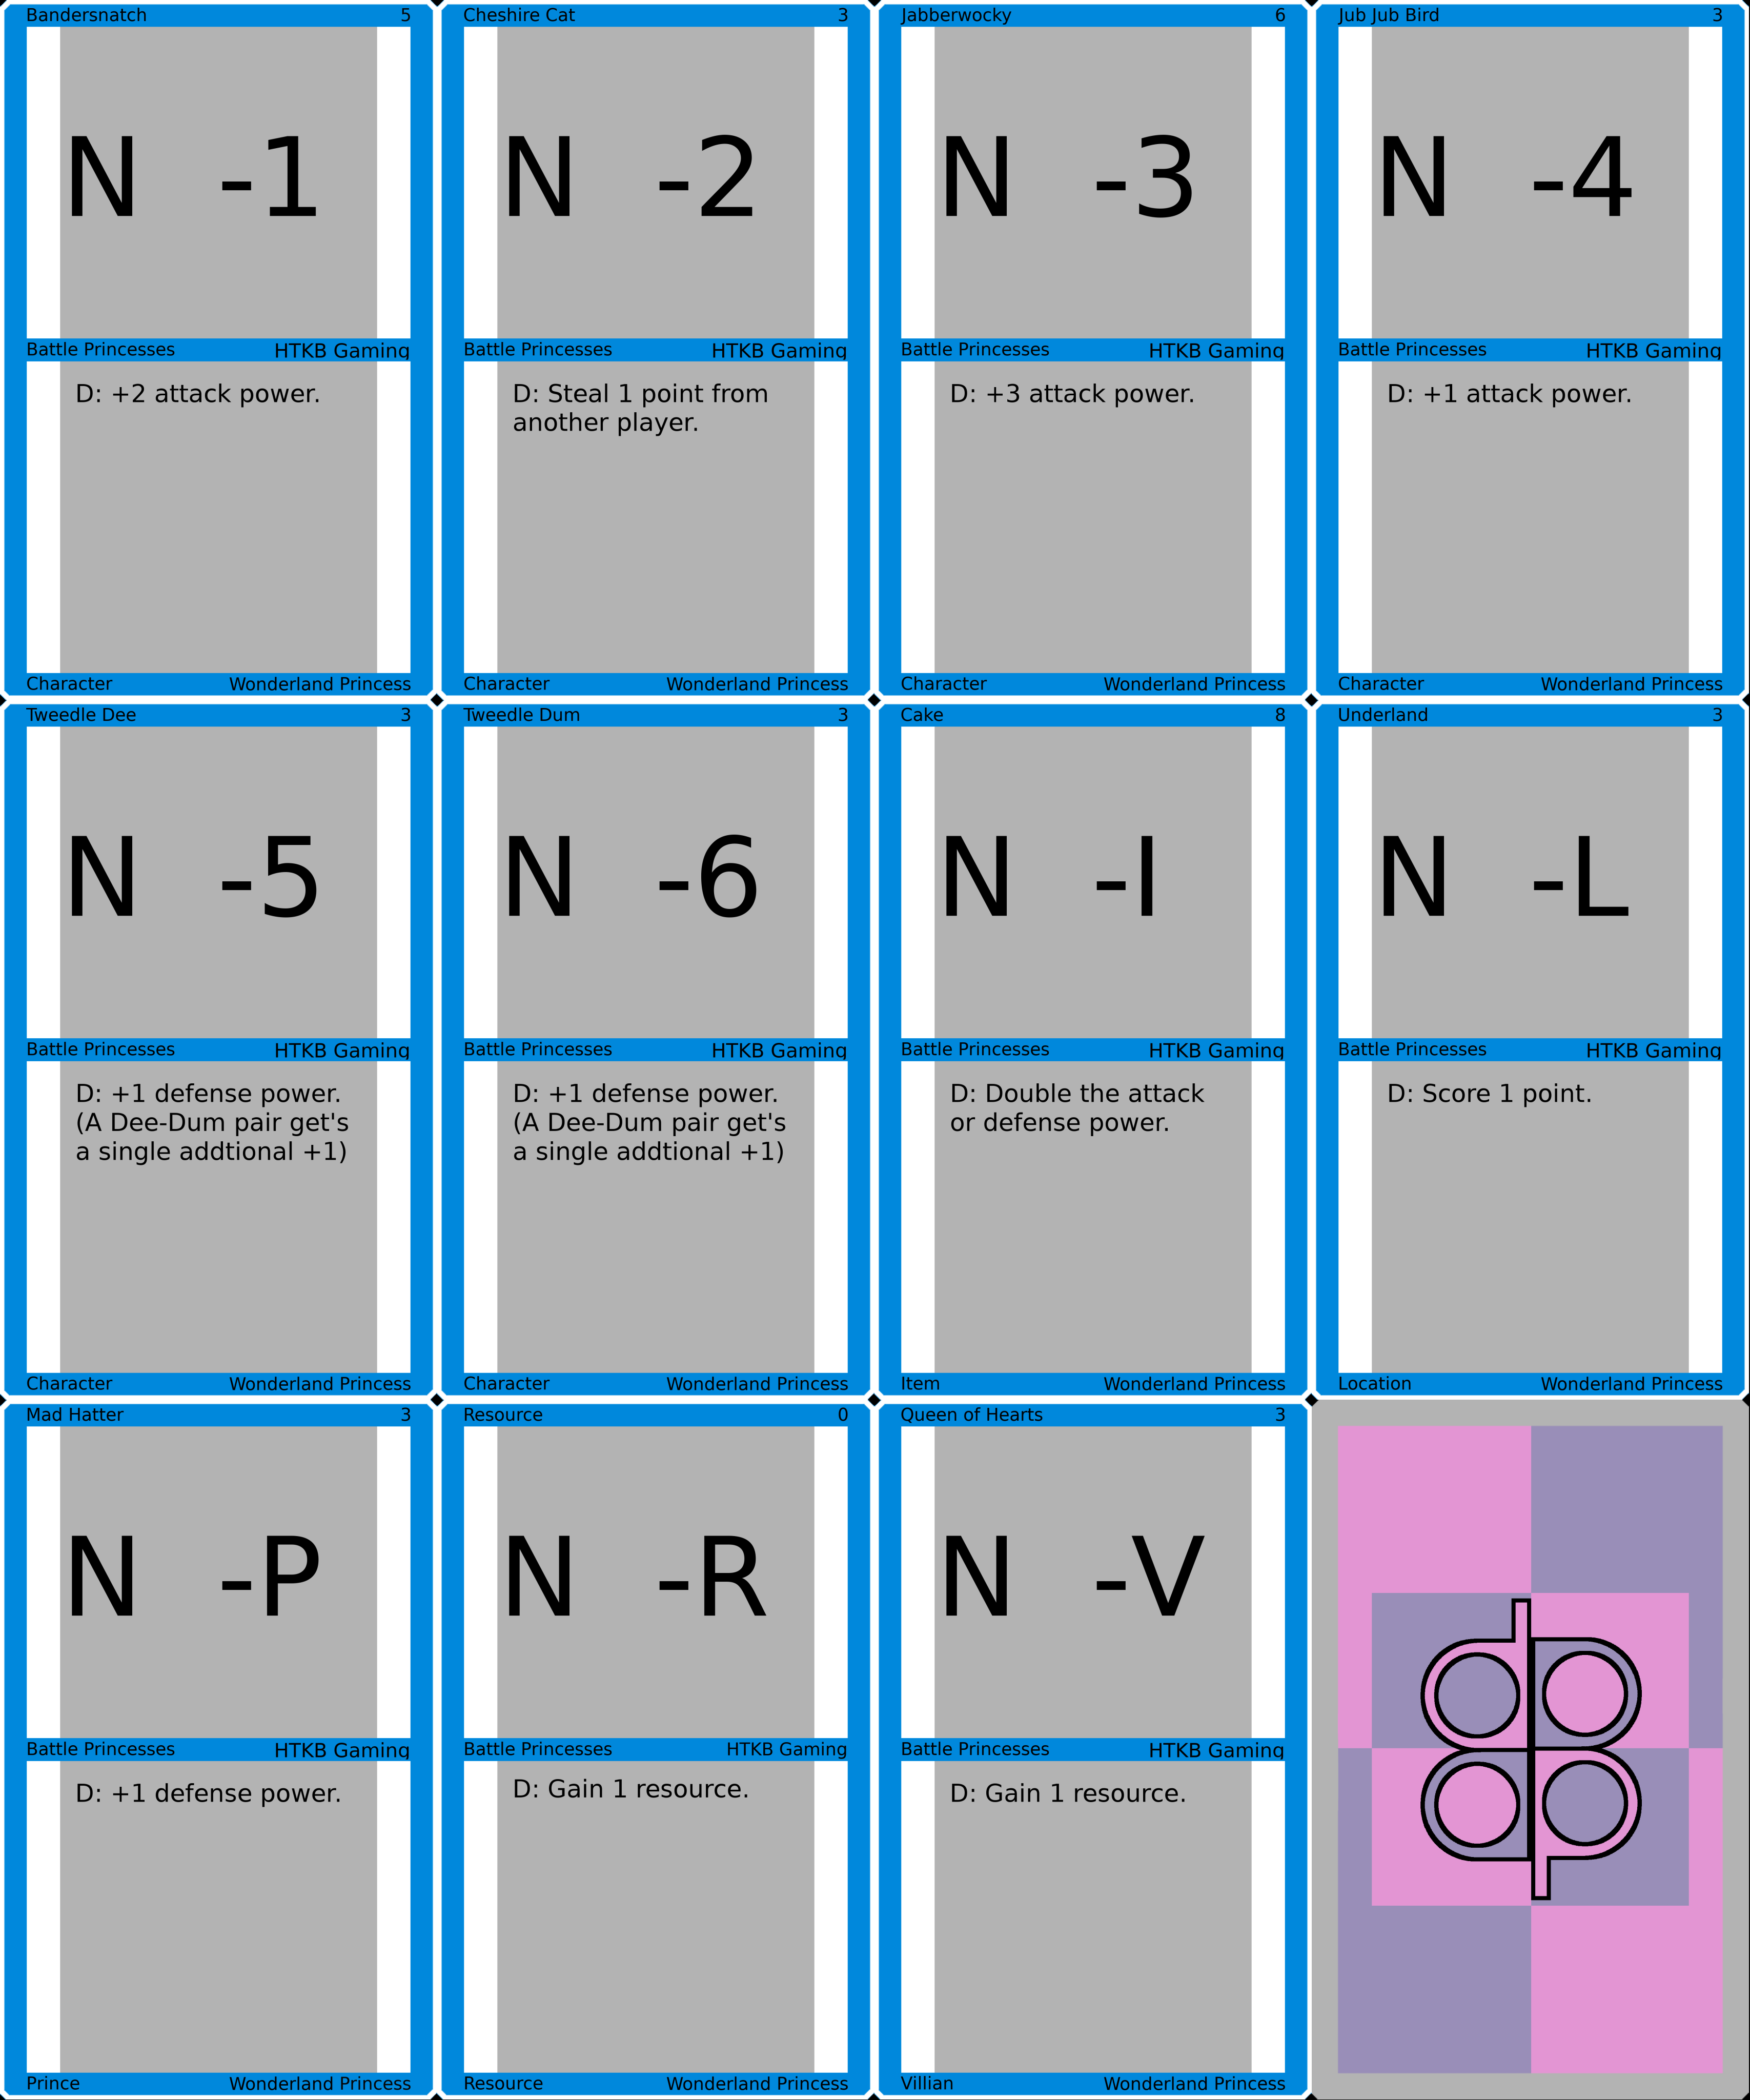 Bandersnatch 5
N -1
Battle Princesses HTKB Gaming
D: +2 attack power.
Character Wonderland Princess
Cheshire Cat 3
N -2
Battle Princesses HTKB Gaming
D: Steal 1 point from
another player.
Character Wonderland Princess
Jabberwocky 6
N -3
Battle Princesses HTKB Gaming
D: +3 attack power.
Character Wonderland Princess
Jub Jub Bird 3
N -4
Battle Princesses HTKB Gaming
D: +1 attack power.
Character Wonderland Princess
Tweedle Dee 3
N -5
Battle Princesses HTKB Gaming
D: +1 defense power.
(A Dee-Dum pair get's
a single addtional +1)
Character Wonderland Princess
Tweedle Dum 3
N -6
Battle Princesses HTKB Gaming
D: +1 defense power.
(A Dee-Dum pair get's
a single addtional +1)
Character Wonderland Princess
Cake 8
N -I
Battle Princesses HTKB Gaming
D: Double the attack
or defense power.
Item Wonderland Princess
Underland 3
N -L
Battle Princesses HTKB Gaming
D: Score 1 point.
Location Wonderland Princess
Mad Hatter 3
N -P
Battle Princesses HTKB Gaming
D: +1 defense power.
Prince Wonderland Princess
Resource 0
N -R
Battle Princesses HTKB Gaming
D: Gain 1 resource.
Resource Wonderland Princess
Queen of Hearts 3
N -V
Battle Princesses HTKB Gaming
D: Gain 1 resource.
Villian Wonderland Princess